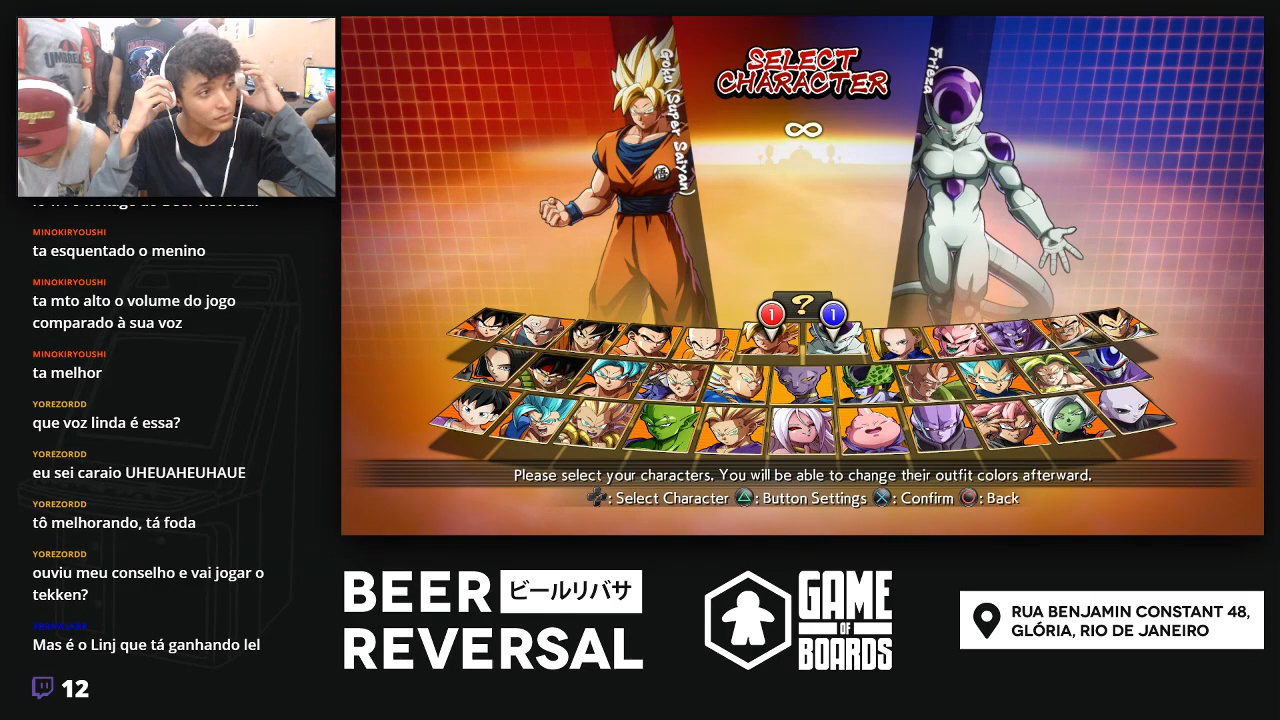 UMBRE
MINOKIRYOUSHI
ta esquentado o menino
MINOKIRYOUSHI
ta mto alto o volume do jogo
comparado à sua voz
MINOKIRYOUSHI
ta melhor
YOREZORDD
que voz linda é essa?
YOREZORDD
eu sei caraio UHEUAHEUHAUE
YOREZORDD
tô melhorando, tá foda
YOREZORDD
ouviu meu conselho e vai jogar o
tekken?
Mas é o Linj que tá ganhando lel
12
SELECT
CHARACTER
∞
Goku (Super Saiyan)
Frieza
1
?
1
Please select your characters. You will be able to change their outfit colors afterward.
: Select Character : Button Settings : Confirm : Back
BEER ビールリバサ
REVERSAL
GAME
OF
BOARDS
RUA BENJAMIN CONSTANT 48,
GLÓRIA, RIO DE JANEIRO